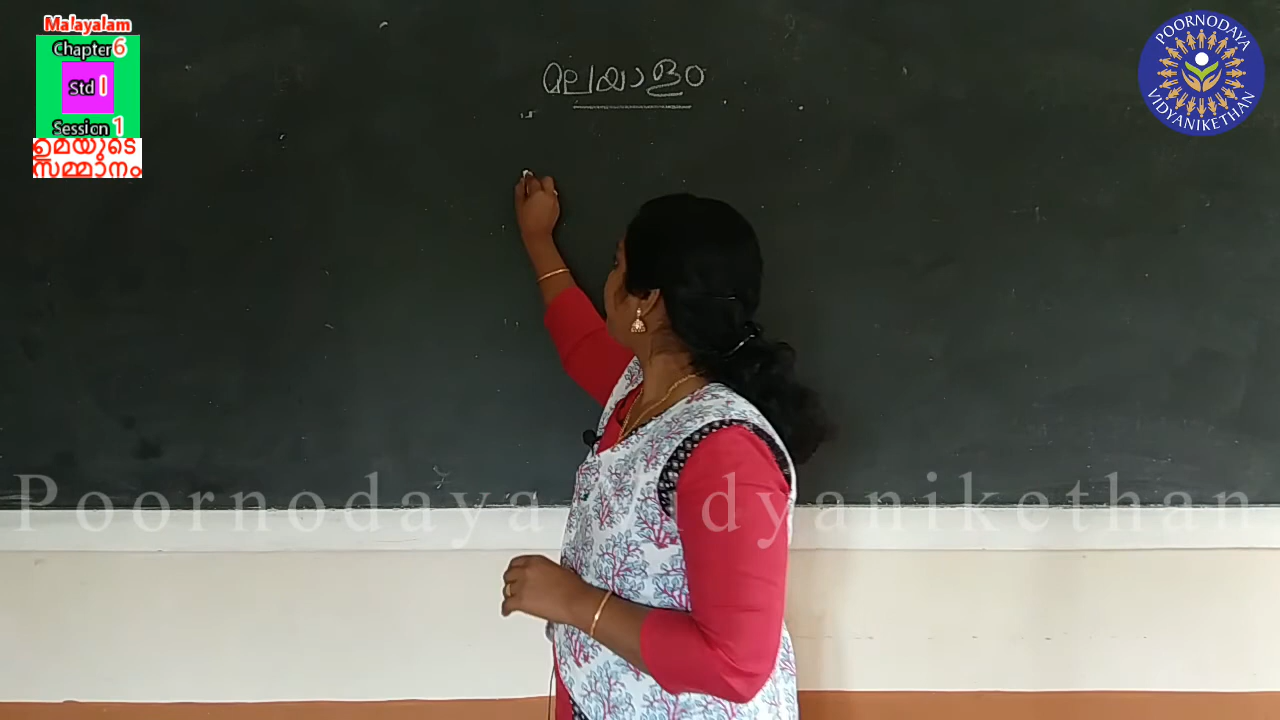 Malayalam
Chapter 6
Std I
Session 1
ഉമയുടെ
സമ്മാനം
മലയാളം
POORNODAYA
VIDYANIKETHAN
Poornodaya Vidyanikethan